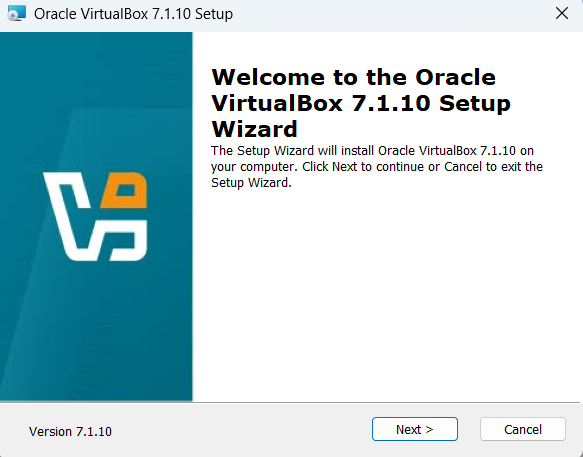 Oracle VirtualBox 7.1.10 Setup
Welcome to the Oracle
VirtualBox 7.1.10 Setup
Wizard
The Setup Wizard will install Oracle VirtualBox 7.1.10 on
your computer. Click Next to continue or Cancel to exit the
Setup Wizard.
Version 7.1.10
Next >
Cancel